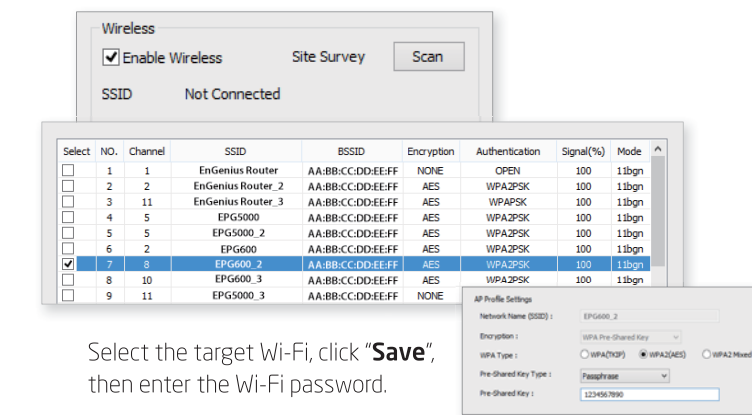 Wireless
Enable Wireless Site Survey Scan
SSID Not Connected
Select NO. Channel SSID BSSID Encryption Authentication Signal(%) Mode
1 1 EnGenius Router AA:BB:CC:DD:EE:FF NONE OPEN 100 11bgn
2 2 EnGenius Router_2 AA:BB:CC:DD:EE:FF AES WPA2PSK 100 11bgn
3 11 EnGenius Router_3 AA:BB:CC:DD:EE:FF AES WPAPSK 100 11bgn
4 5 EPG5000 AA:BB:CC:DD:EE:FF AES WPA2PSK 100 11bgn
5 5 EPG5000_2 AA:BB:CC:DD:EE:FF AES WPA2PSK 100 11bgn
6 2 EPG600 AA:BB:CC:DD:EE:FF AES WPA2PSK 100 11bgn
7 8 EPG600_2 AA:BB:CC:DD:EE:FF AES WPA2PSK 100 11bgn
8 10 EPG600_3 AA:BB:CC:DD:EE:FF AES WPA2PSK 100 11bgn
9 11 EPG5000_3 AA:BB:CC:DD:EE:FF NONE
AP Profile Settings
Network Name (SSID) : EPG600_2
Encryption : WPA Pre-Shared Key
WPA Type : WPA(TKIP) WPA2(AES) WPA2 Mixed
Pre-Shared Key Type : Passphrase
Pre-Shared Key : 1234567890
Select the target Wi-Fi, click “Save”,
then enter the Wi-Fi password.